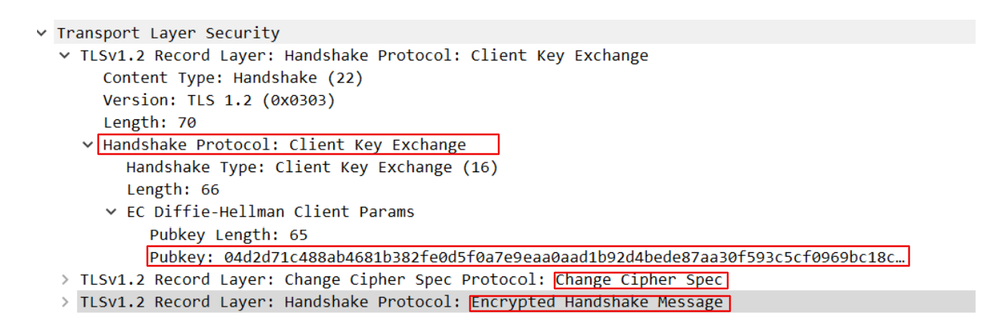 Transport Layer Security
TLSv1.2 Record Layer: Handshake Protocol: Client Key Exchange
Content Type: Handshake (22)
Version: TLS 1.2 (0x0303)
Length: 70
Handshake Protocol: Client Key Exchange
Handshake Type: Client Key Exchange (16)
Length: 66
EC Diffie-Hellman Client Params
Pubkey Length: 65
Pubkey: 04d2d71c488ab4681b382fe0d5f0a7e9eaa0aad1b92d4bede87aa30f593c5cf0969bc18c…
TLSv1.2 Record Layer: Change Cipher Spec Protocol: Change Cipher Spec
TLSv1.2 Record Layer: Handshake Protocol: Encrypted Handshake Message